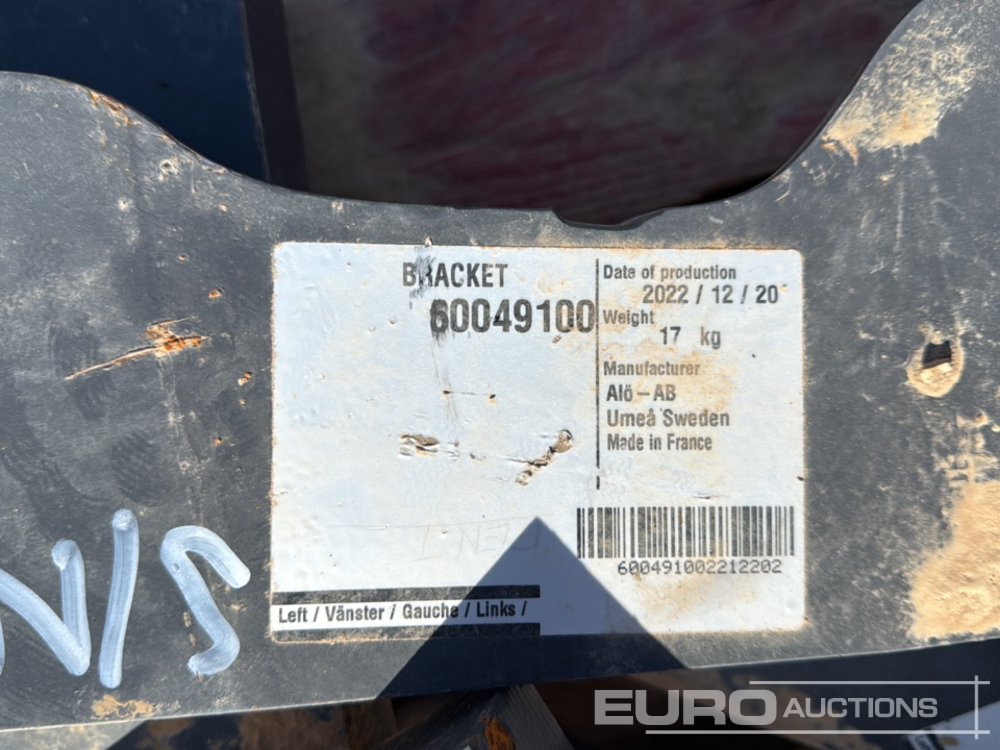 BRACKET
60049100
Date of production
2022 / 12 / 20
Weight
17 kg
Manufacturer
Alö-AB
Umeå Sweden
Made in France
600491002212202
Left / Vänster / Gauche / Links /
N/S
EURO AUCTIONS